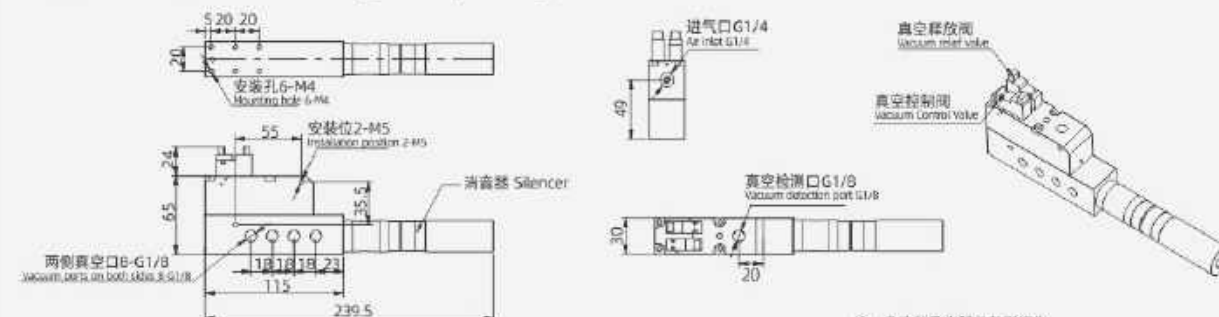 5 20 20
20
安装孔6-M4
Mounting hole 6-M4
进气口G1/4
Air inlet G1/4
49
真空释放阀
Vacuum relief valve
真空控制阀
Vacuum Control Valve
55
安装位2-M5
Installation position 2-M5
24
65
35.5
消音器 Silencer
两侧真空口8-G1/8
Vacuum ports on both sides 8-G1/8
18 18 18 23
115
239.5
真空检测口G1/8
Vacuum detection port G1/8
30
20